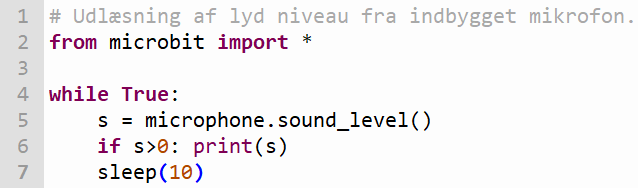 1 # Udlæsning af lyd niveau fra indbygget mikrofon.
2 from microbit import *
3
4 while True:
5     s = microphone.sound_level()
6     if s>0: print(s)
7     sleep(10)